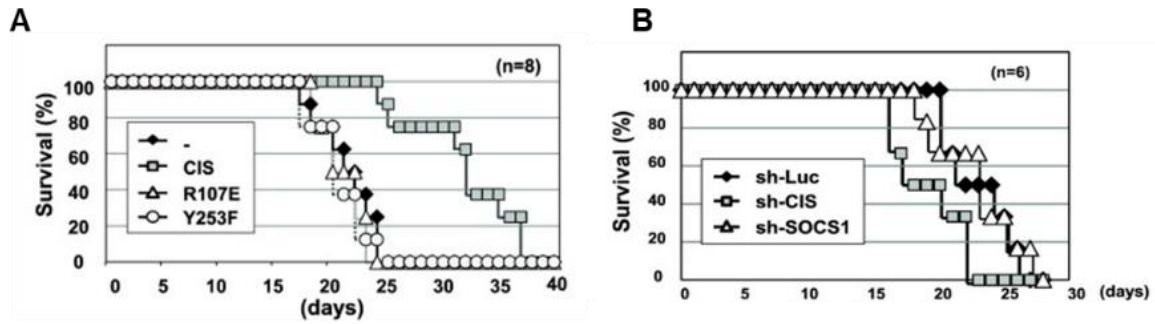 A
Survival (%)
100
80
60
40
20
0
(n=8)
-
CIS
R107E
Y253F
0 5 10 15 20 25 30 35 40
(days)
B
Survival (%)
100
80
60
40
20
0
(n=6)
sh-Luc
sh-CIS
sh-SOCS1
0 5 15 20 25 30 (days)